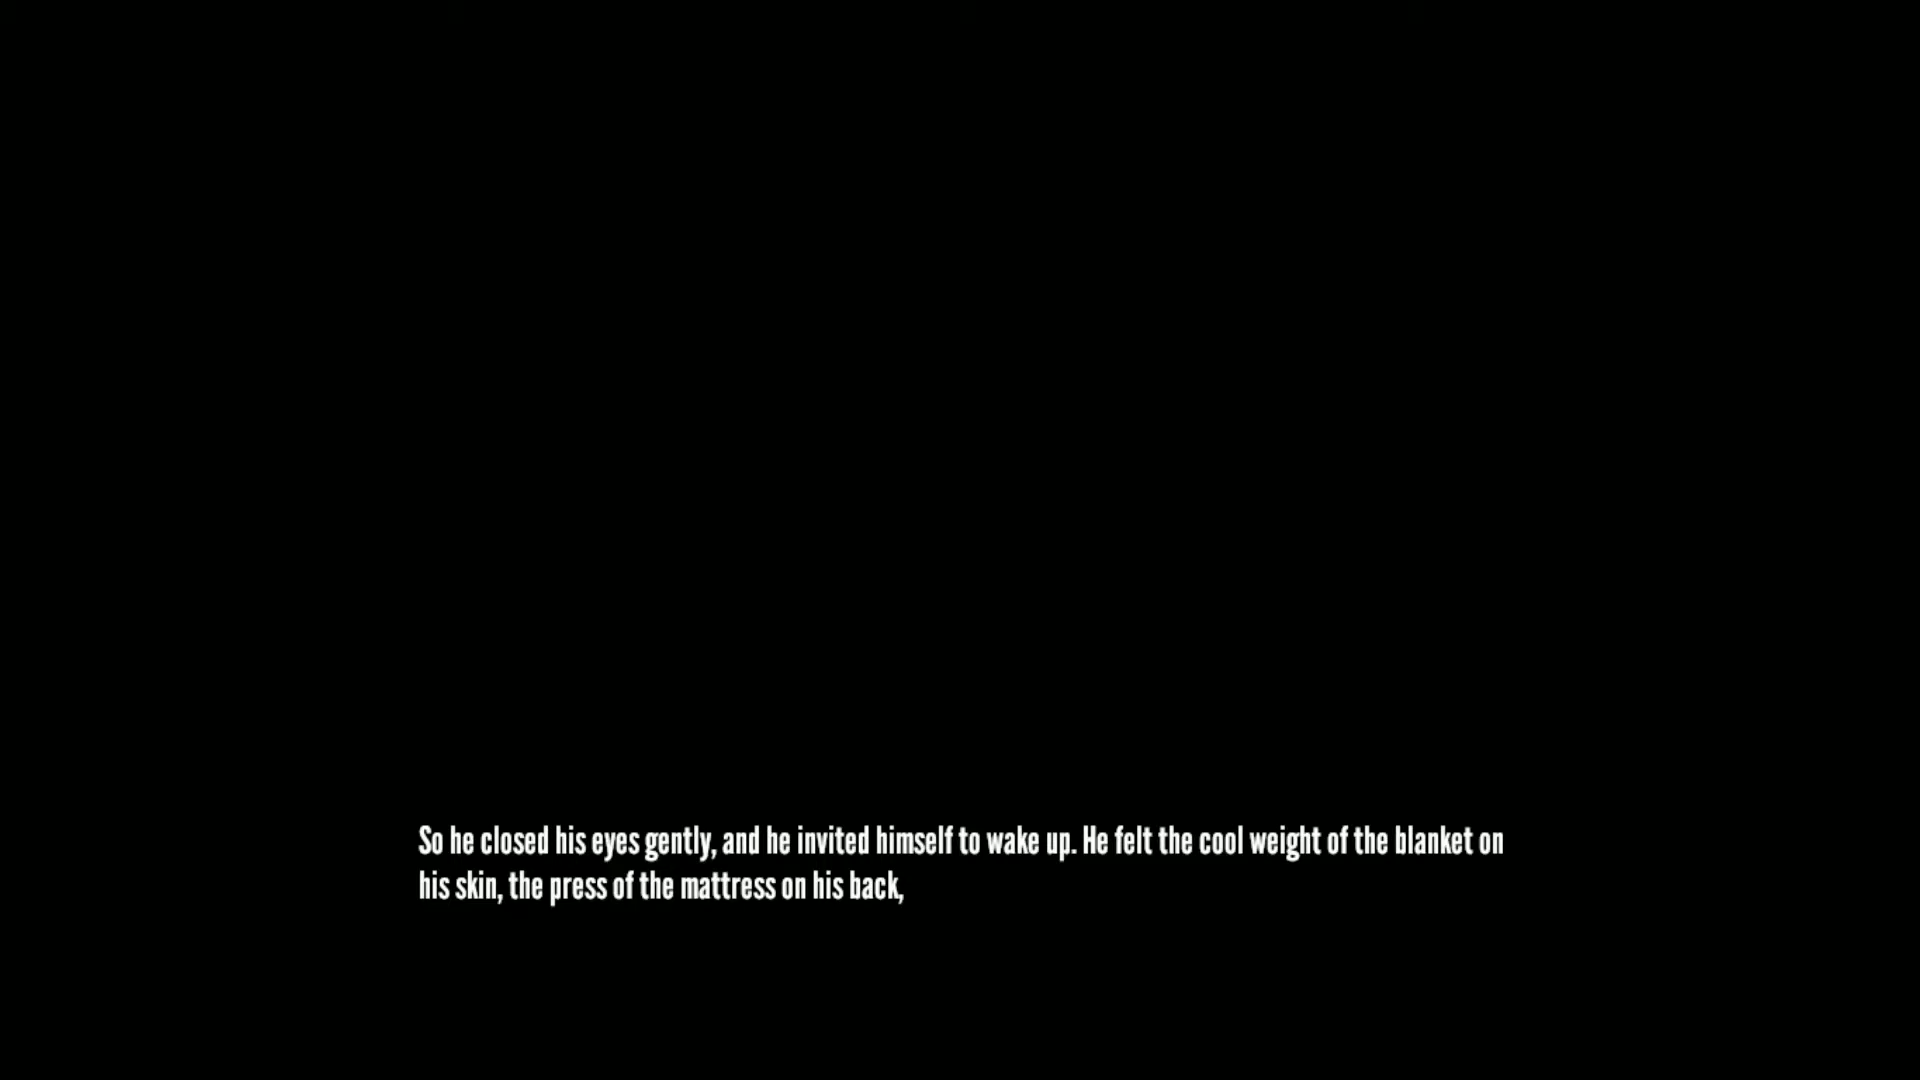 So he closed his eyes gently, and he invited himself to wake up. He felt the cool weight of the blanket on
his skin, the press of the mattress on his back,